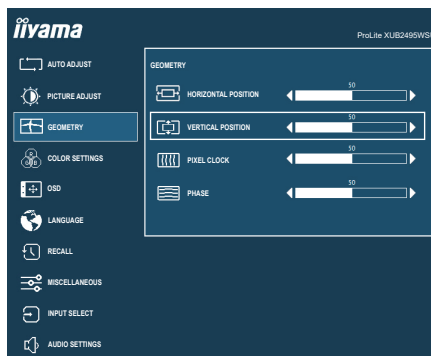 iiyama
ProLite XUB2495WSU
AUTO ADJUST
GEOMETRY
PICTURE ADJUST
HORIZONTAL POSITION
50
GEOMETRY
VERTICAL POSITION
50
COLOR SETTINGS
R
G B
PIXEL CLOCK
50
OSD
PHASE
50
LANGUAGE
RECALL
MISCELLANEOUS
INPUT SELECT
AUDIO SETTINGS